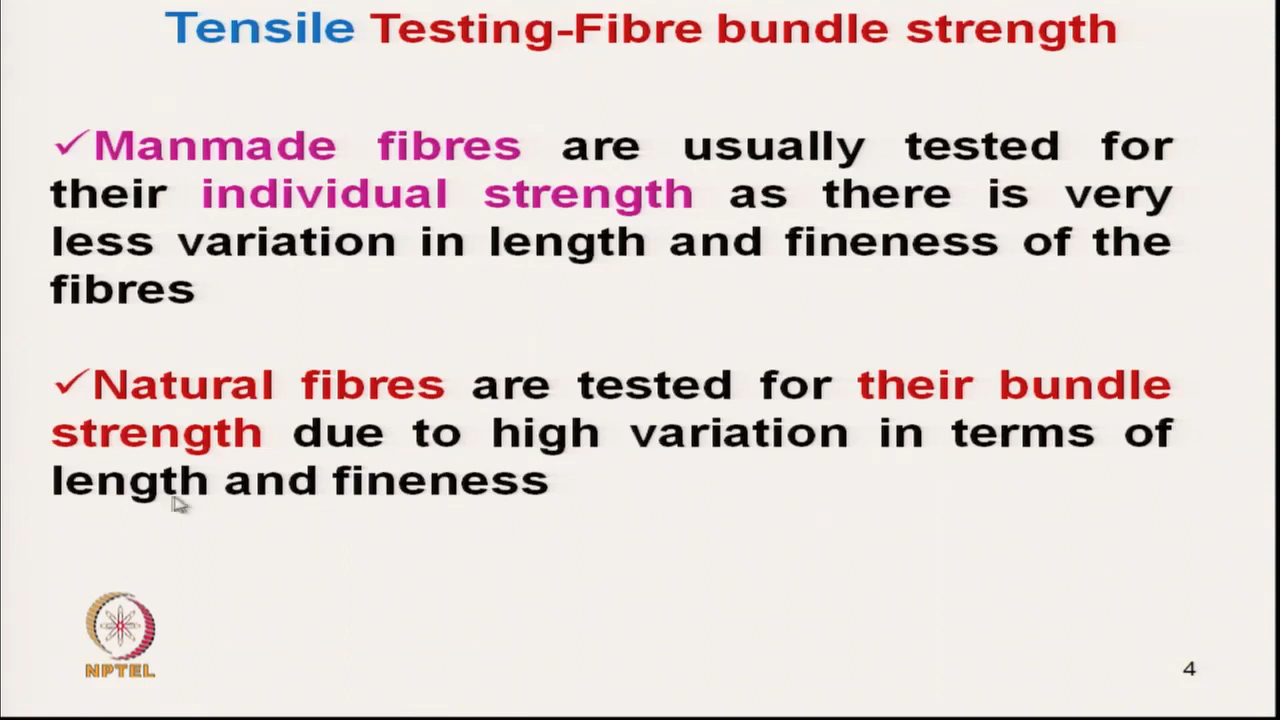 Tensile Testing-Fibre bundle strength
✓Manmade fibres are usually tested for
their individual strength as there is very
less variation in length and fineness of the
fibres
✓Natural fibres are tested for their bundle
strength due to high variation in terms of
length and fineness
NPTEL
4